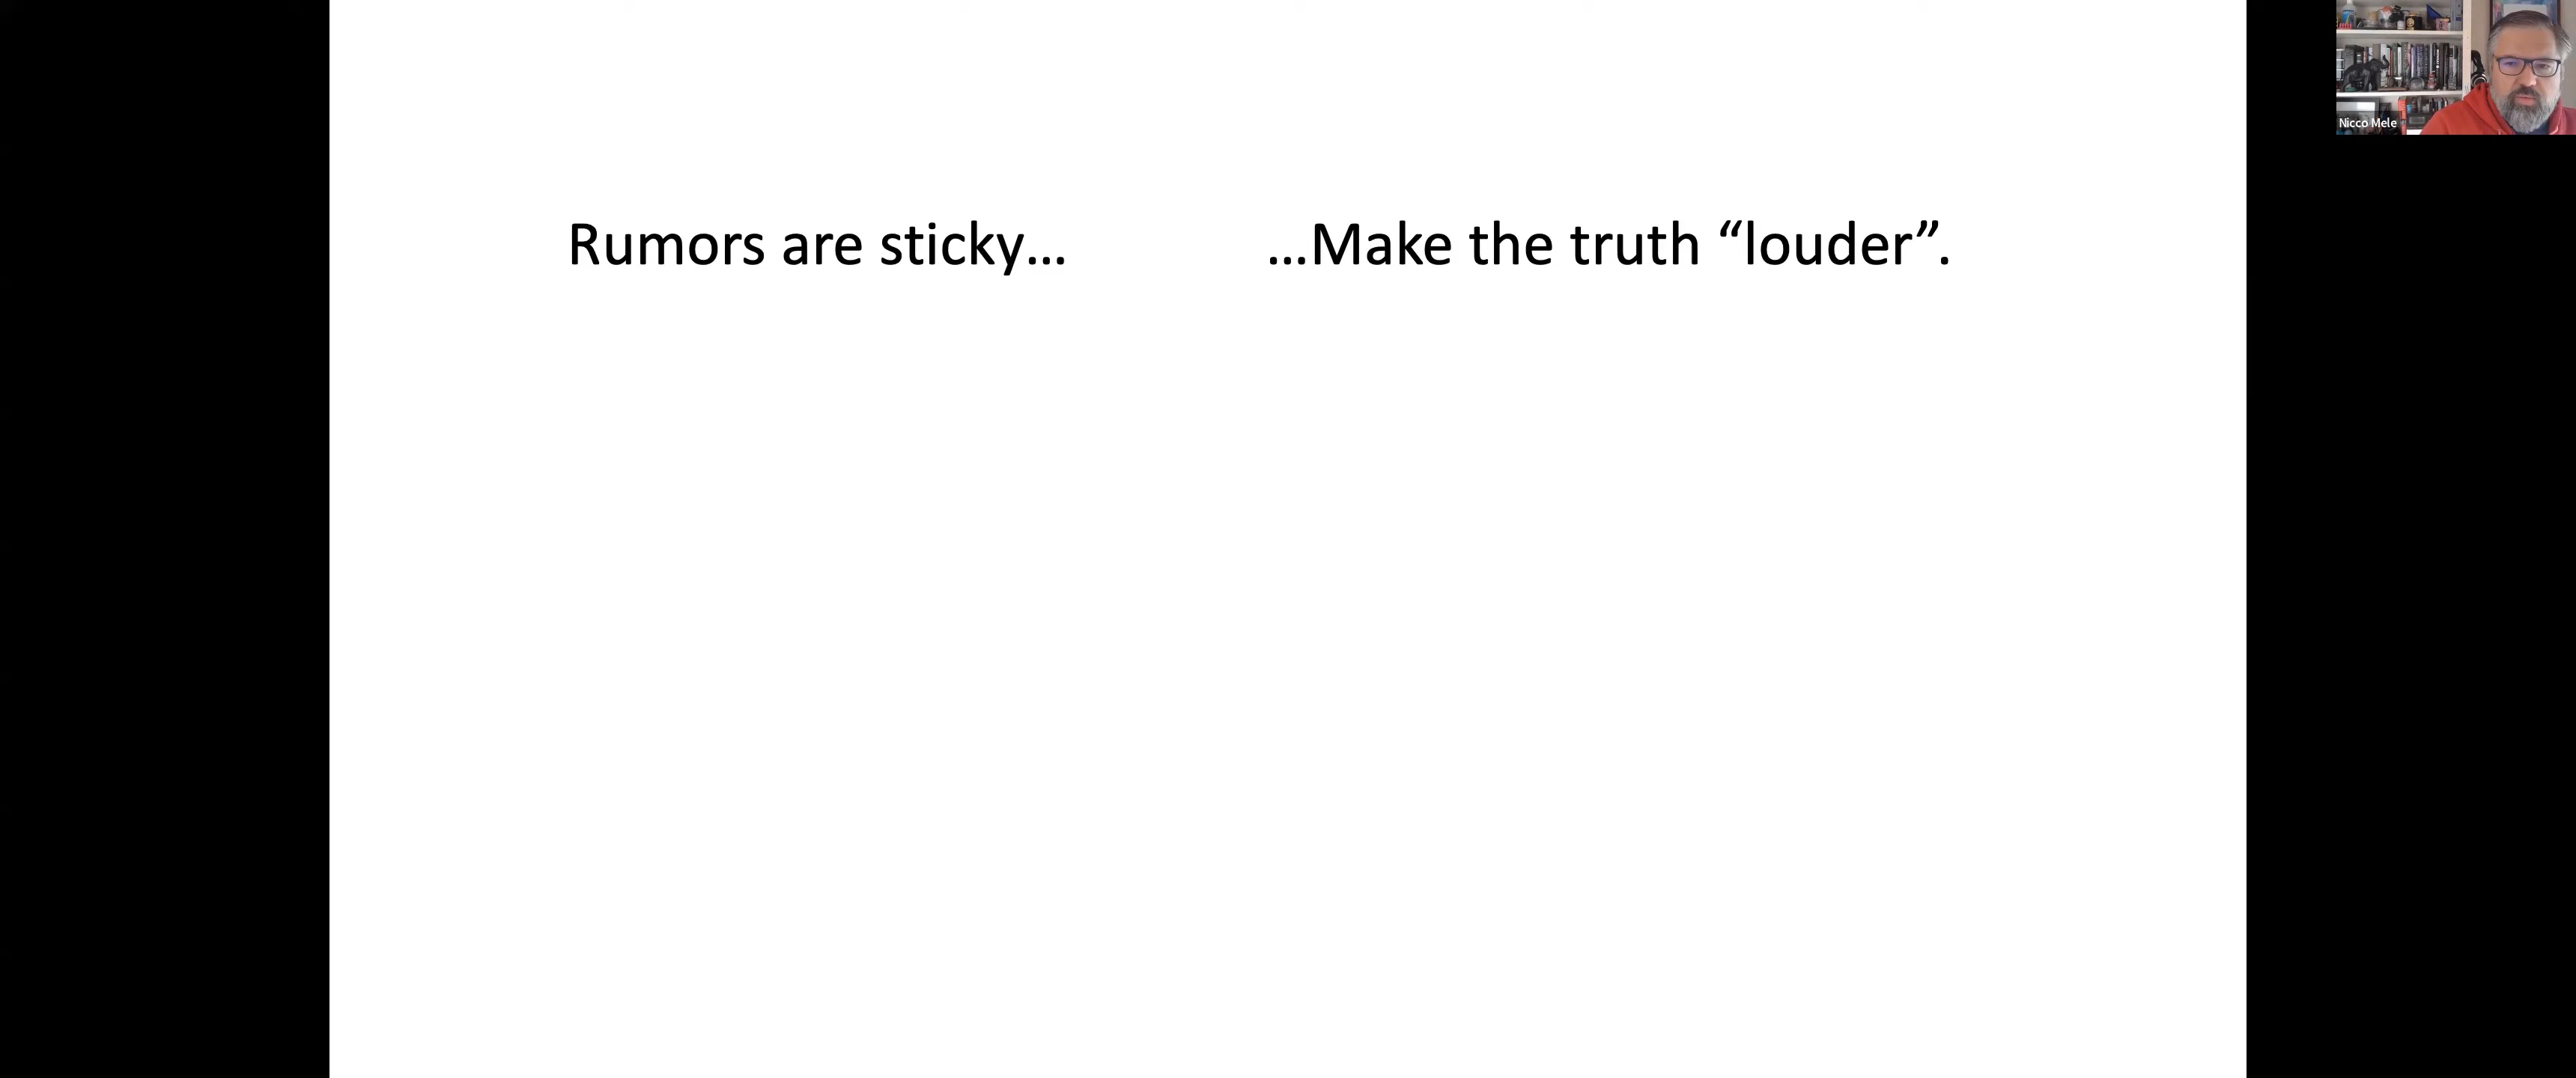 Rumors are sticky…
…Make the truth “louder”.
Nicco Mele